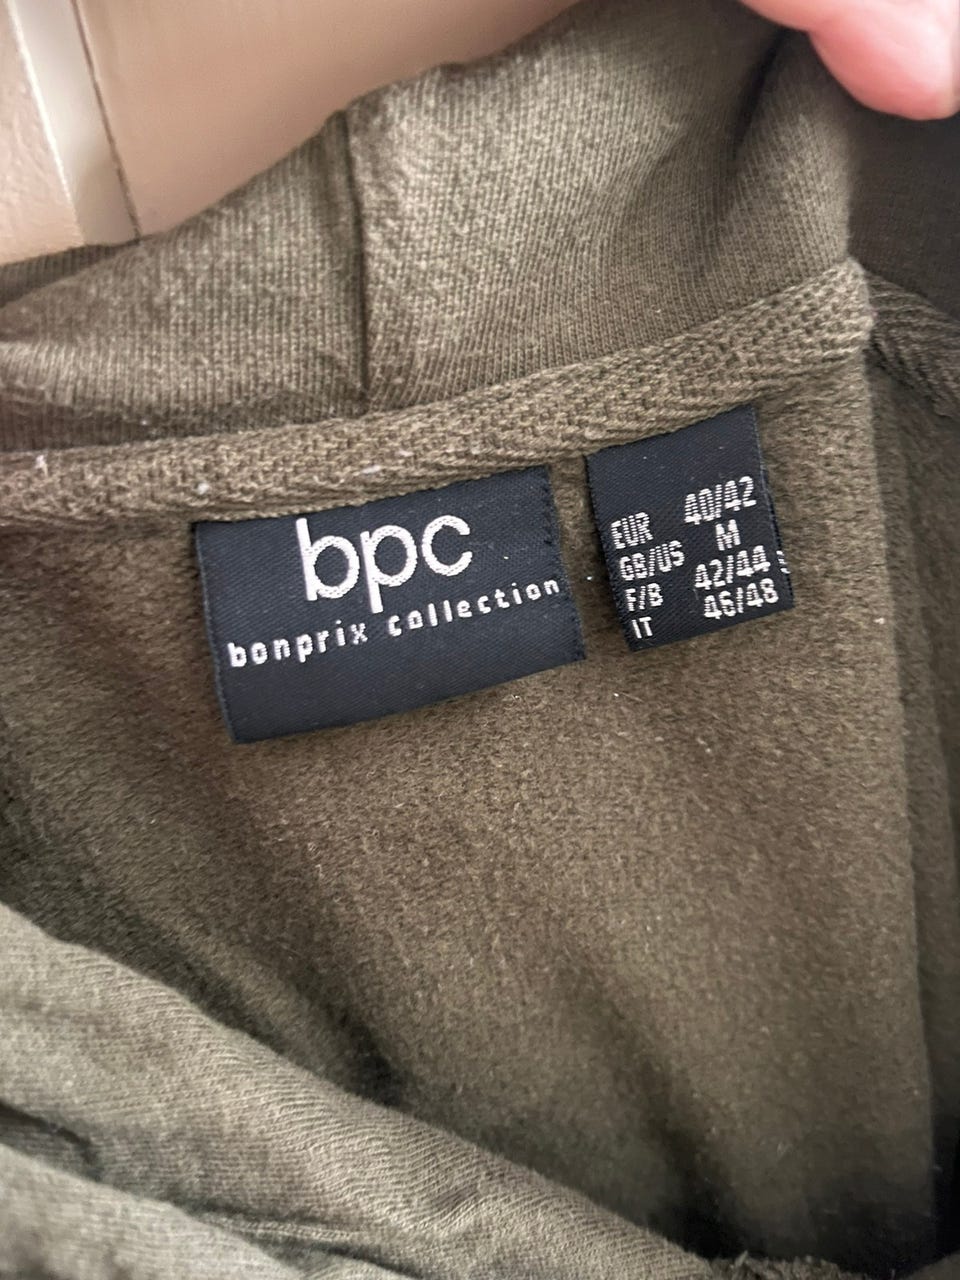 bpc
bonprix collection
EUR 40/42
GB/US M
F/B 42/44
IT 46/48